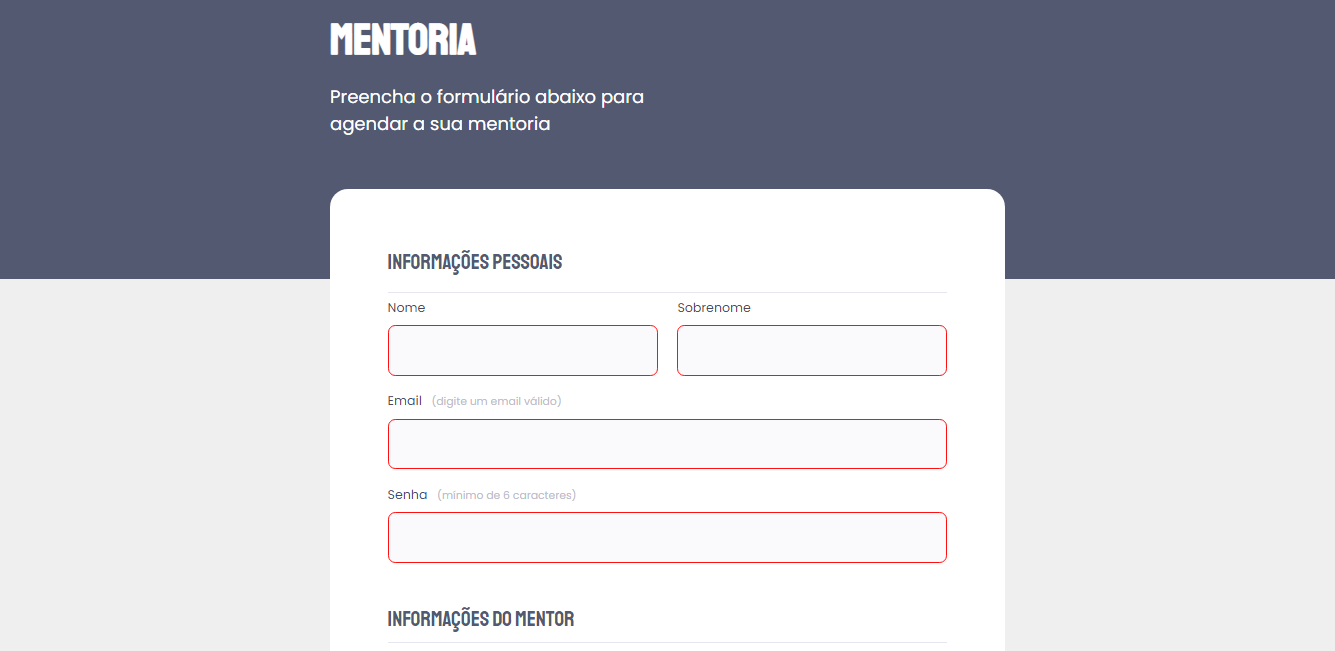 MENTORIA
Preencha o formulário abaixo para
agendar a sua mentoria
INFORMAÇÕES PESSOAIS
Nome Sobrenome
Email (digite um email válido)
Senha (mínimo de 6 caracteres)
INFORMAÇÕES DO MENTOR